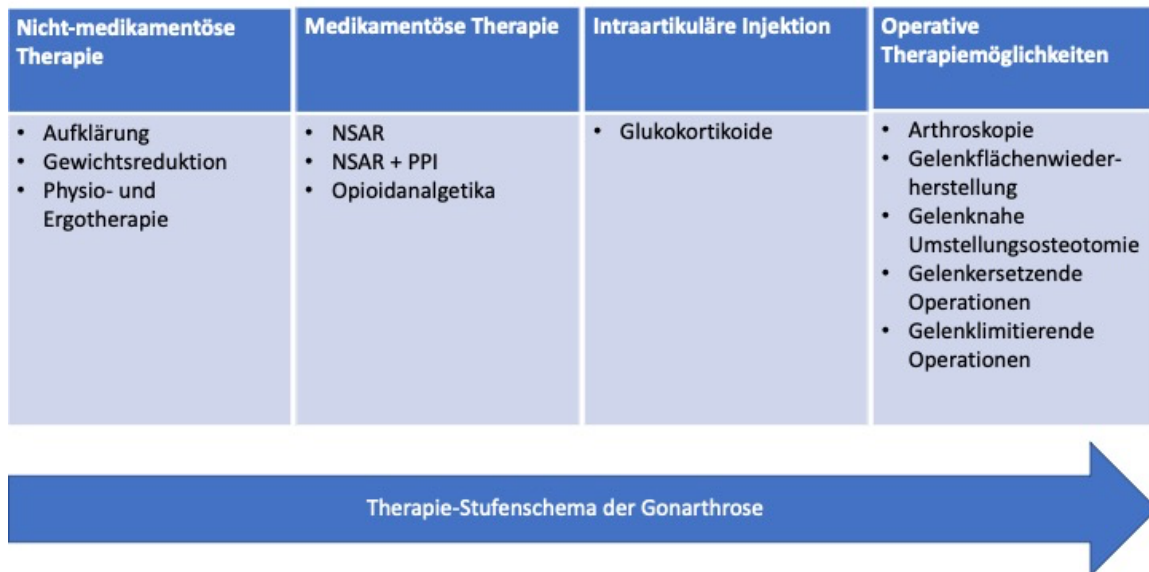 Nicht-medikamentöse
Therapie
Medikamentöse Therapie
Intraartikuläre Injektion
Operative
Therapiemöglichkeiten
• Aufklärung
• Gewichtsreduktion
• Physio- und
Ergotherapie
• NSAR
• NSAR + PPI
• Opioidanalgetika
• Glukokortikoide
• Arthroskopie
• Gelenkflächenwieder-
herstellung
• Gelenknahe
Umstellungsosteotomie
• Gelenkersetzende
Operationen
• Gelenklimitierende
Operationen
Therapie-Stufenschema der Gonarthrose